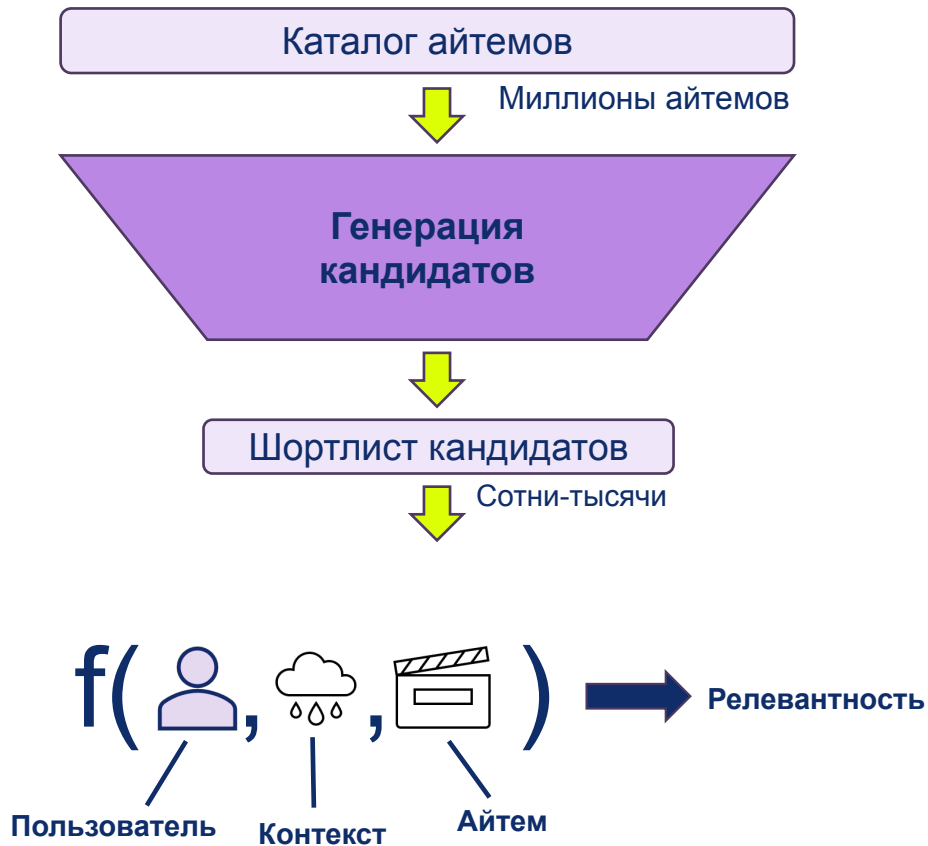 Каталог айтемов
Миллионы айтемов
Генерация
кандидатов
Шортлист кандидатов
Сотни-тысячи
f( , , )
Релевантность
Пользователь
Контекст
Айтем